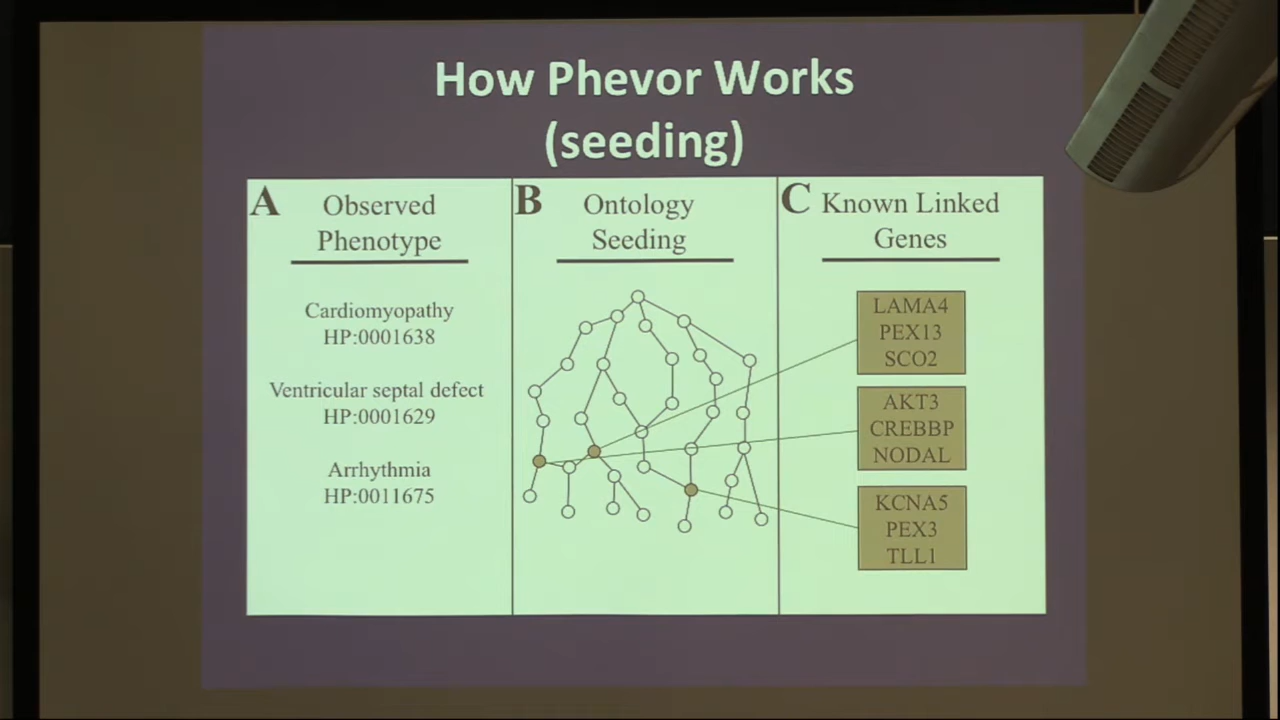 How Phevor Works
(seeding)
A
Observed
Phenotype
Cardiomyopathy
HP:0001638
Ventricular septal defect
HP:0001629
Arrhythmia
HP:0011675
B
Ontology
Seeding
C
Known Linked
Genes
LAMA4
PEX13
SCO2
AKT3
CREBBP
NODAL
KCNA5
PEX3
TLL1